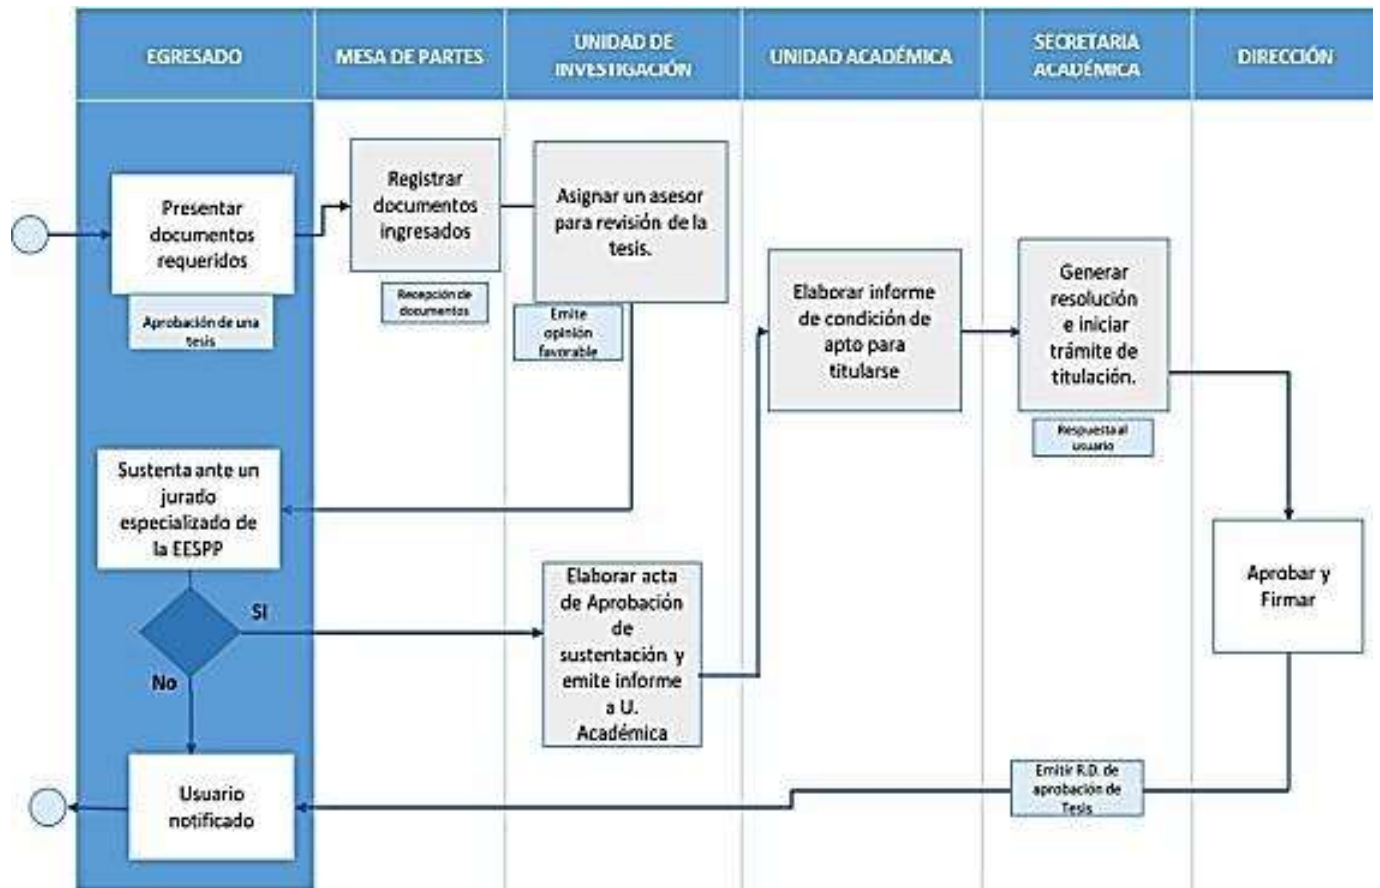 EGRESADO
MESA DE PARTES
UNIDAD DE
INVESTIGACIÓN
UNIDAD ACADÉMICA
SECRETARIA
ACADÉMICA
DIRECCIÓN
Presentar
documentos
requeridos
Aprobación de una
tesis
Registrar
documentos
ingresados
Recepción de
documentos
Asignar un asesor
para revisión de la
tesis.
Emite
opinión
favorable
Elaborar informe
de condición de
apto para
titularse
Generar
resolución
e iniciar
trámite de
titulación.
Respuesta al
usuario
Sustenta ante un
jurado
especializado de
la EESPP
SI
No
Elaborar acta
de Aprobación
de
sustentación y
emite informe
a U.
Académica
Aprobar y
Firmar
Emitir R.D. de
aprobación de
Tesis
Usuario
notificado